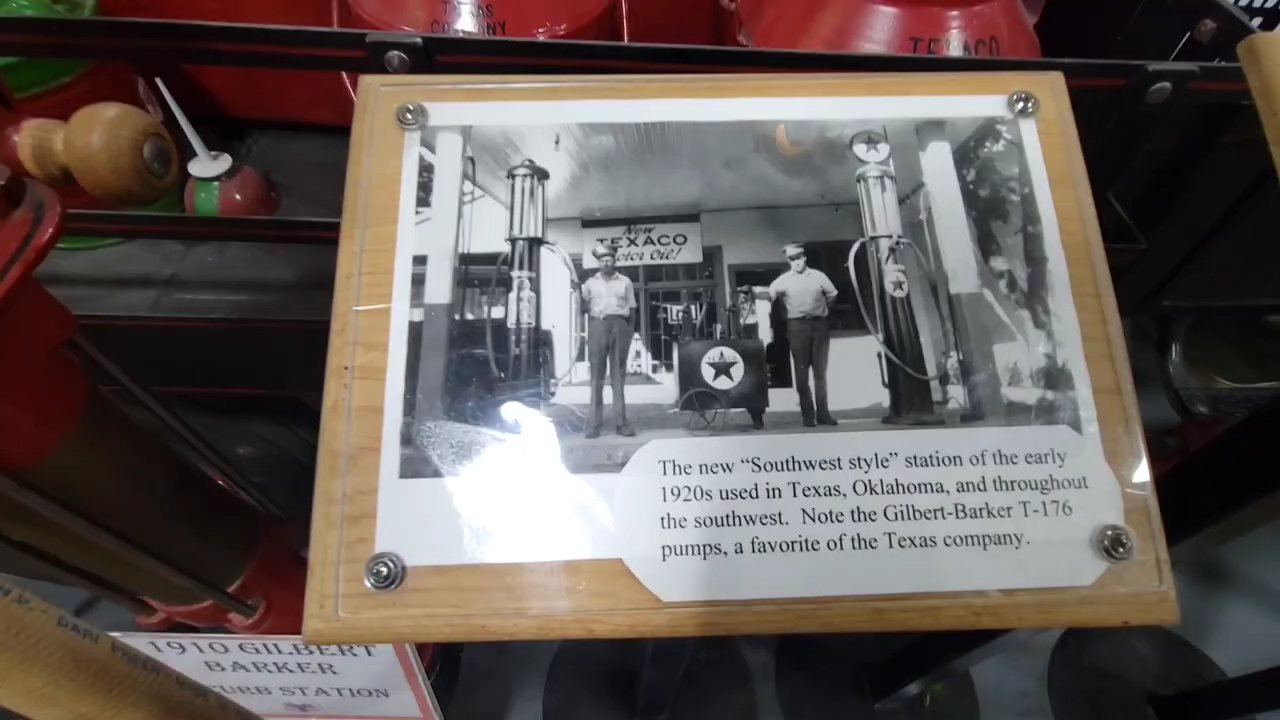 TEXAS
COMPANY
TEXACO
New
TEXACO
Motor Oil!
The new “Southwest style” station of the early
1920s used in Texas, Oklahoma, and throughout
the southwest.  Note the Gilbert-Barker T-176
pumps, a favorite of the Texas company.
1910 GILBERT
BARKER
CURB STATION